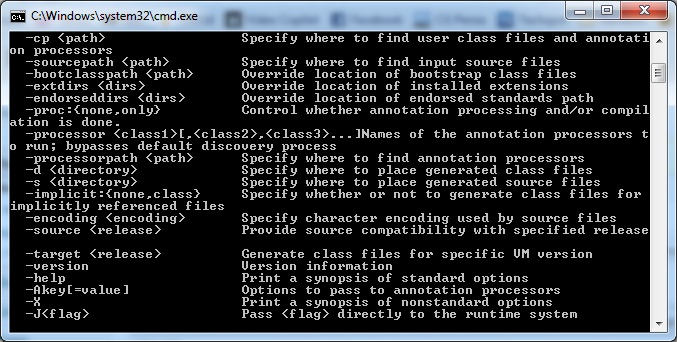 C:\Windows\system32\cmd.exe
-cp <path>                 Specify where to find user class files and annotati
on processors
-sourcepath <path>         Specify where to find input source files
-bootclasspath <path>      Override location of bootstrap class files
-extdirs <dirs>            Override location of installed extensions
-endorseddirs <dirs>       Override location of endorsed standards path
-proc:{none,only}          Control whether annotation processing and/or compil
ation is done.
-processor <class1>[,<class2>,<class3>...]Names of the annotation processors t
o run; bypasses default discovery process
-processorpath <path>      Specify where to find annotation processors
-d <directory>             Specify where to place generated class files
-s <directory>             Specify where to place generated source files
-implicit:{none,class}     Specify whether or not to generate class files for
implicitly referenced files
-encoding <encoding>       Specify character encoding used by source files
-source <release>          Provide source compatibility with specified release
-target <release>          Generate class files for specific VM version
-version                   Version information
-help                      Print a synopsis of standard options
-Akey[=value]              Options to pass to annotation processors
-X                         Print a synopsis of nonstandard options
-J<flag>                   Pass <flag> directly to the runtime system